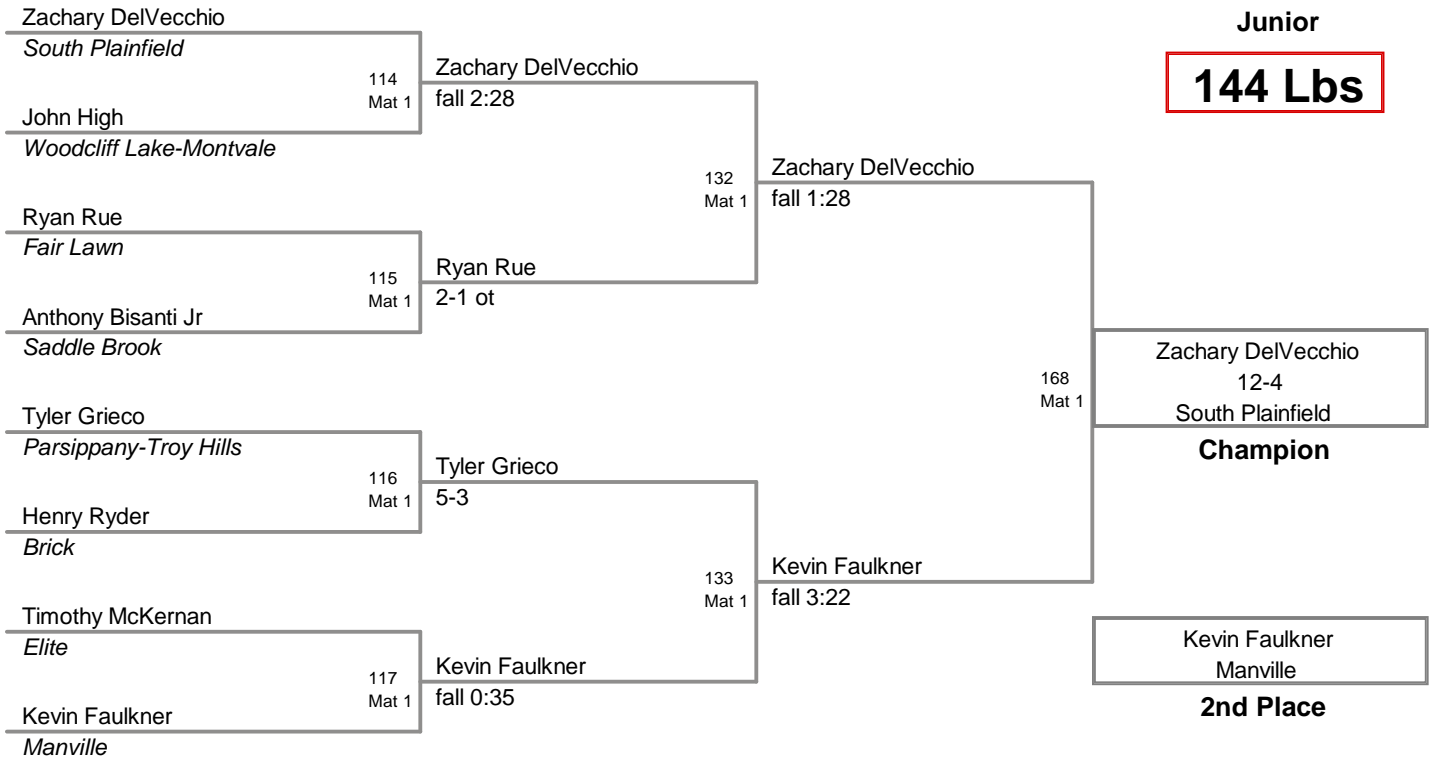 Zachary DelVecchio
South Plainfield
114
Mat 1
John High
Woodcliff Lake-Montvale
Zachary DelVecchio
fall 2:28
Ryan Rue
Fair Lawn
115
Mat 1
Anthony Bisanti Jr
Saddle Brook
Ryan Rue
2-1 ot
132
Mat 1
Zachary DelVecchio
fall 1:28
Tyler Grieco
Parsippany-Troy Hills
116
Mat 1
Henry Ryder
Brick
Tyler Grieco
5-3
Timothy McKernan
Elite
117
Mat 1
Kevin Faulkner
Manville
Kevin Faulkner
fall 0:35
133
Mat 1
Kevin Faulkner
fall 3:22
168
Mat 1
Junior
144 Lbs
Zachary DelVecchio
12-4
South Plainfield
Champion
Kevin Faulkner
Manville
2nd Place